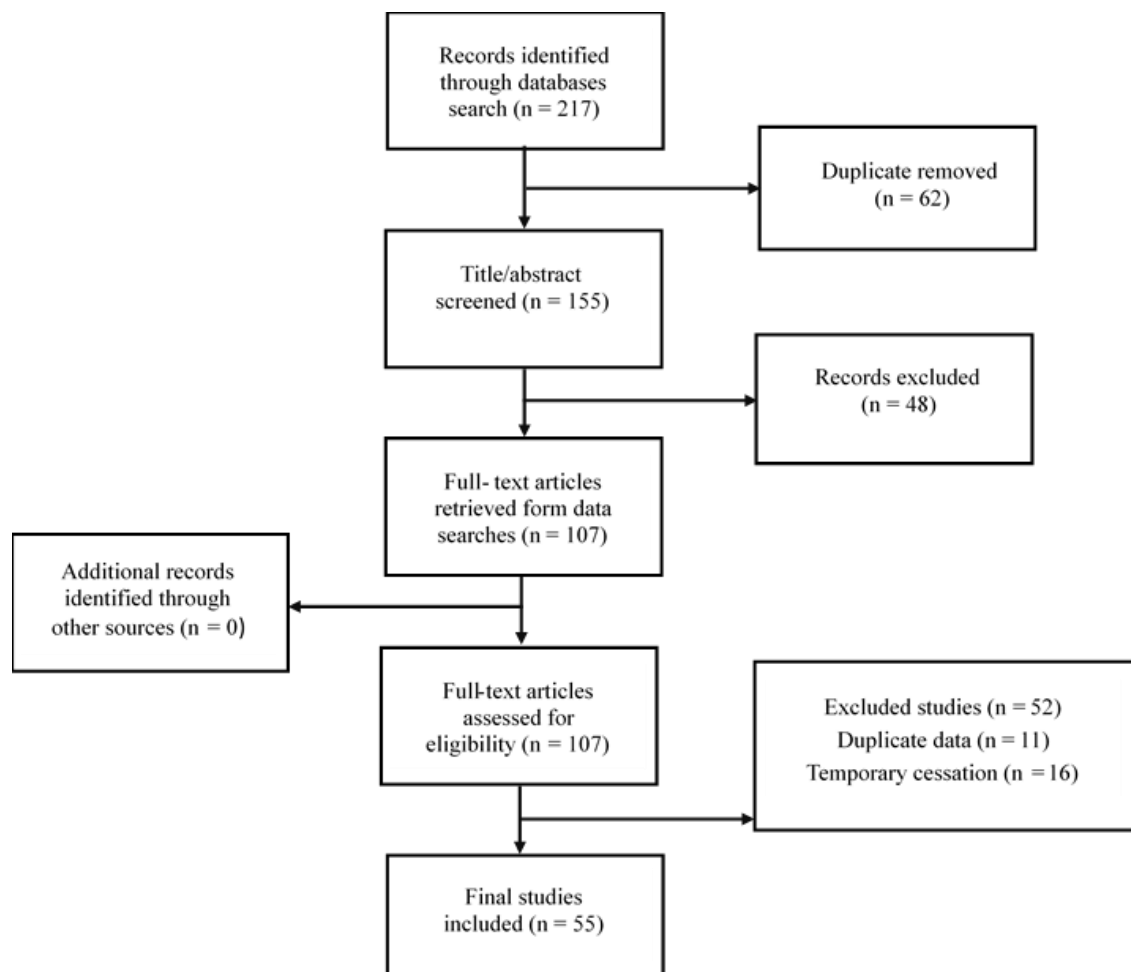 Records identified
through databases
search (n = 217)
Duplicate removed
(n = 62)
Title/abstract
screened (n = 155)
Records excluded
(n = 48)
Full- text articles
retrieved form data
searches (n = 107)
Additional records
identified through
other sources (n = 0)
Full-text articles
assessed for
eligibility (n = 107)
Excluded studies (n = 52)
Duplicate data (n = 11)
Temporary cessation (n = 16)
Final studies
included (n = 55)